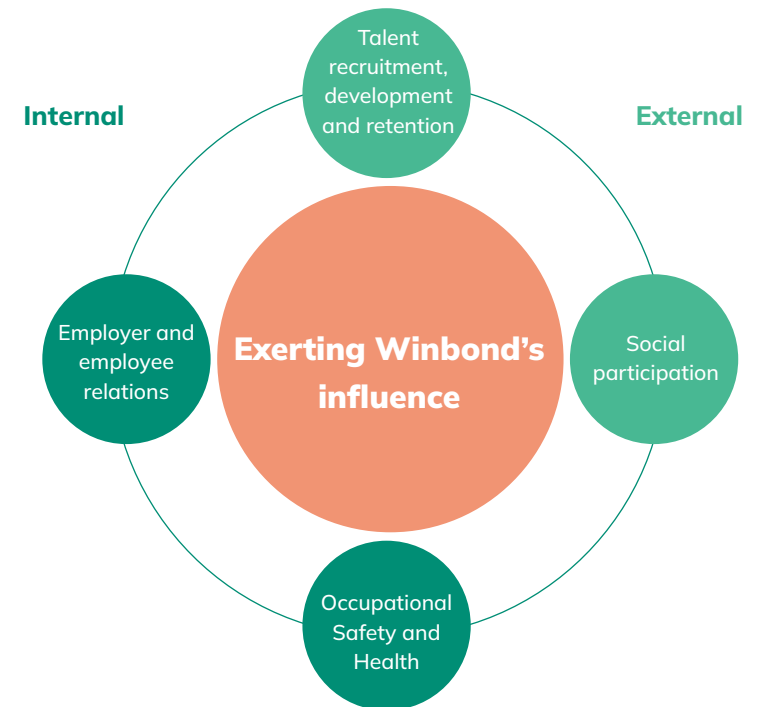 Talent
recruitment,
development
and retention
Internal
External
Employer and
employee
relations
Exerting Winbond’s
influence
Social
participation
Occupational
Safety and
Health